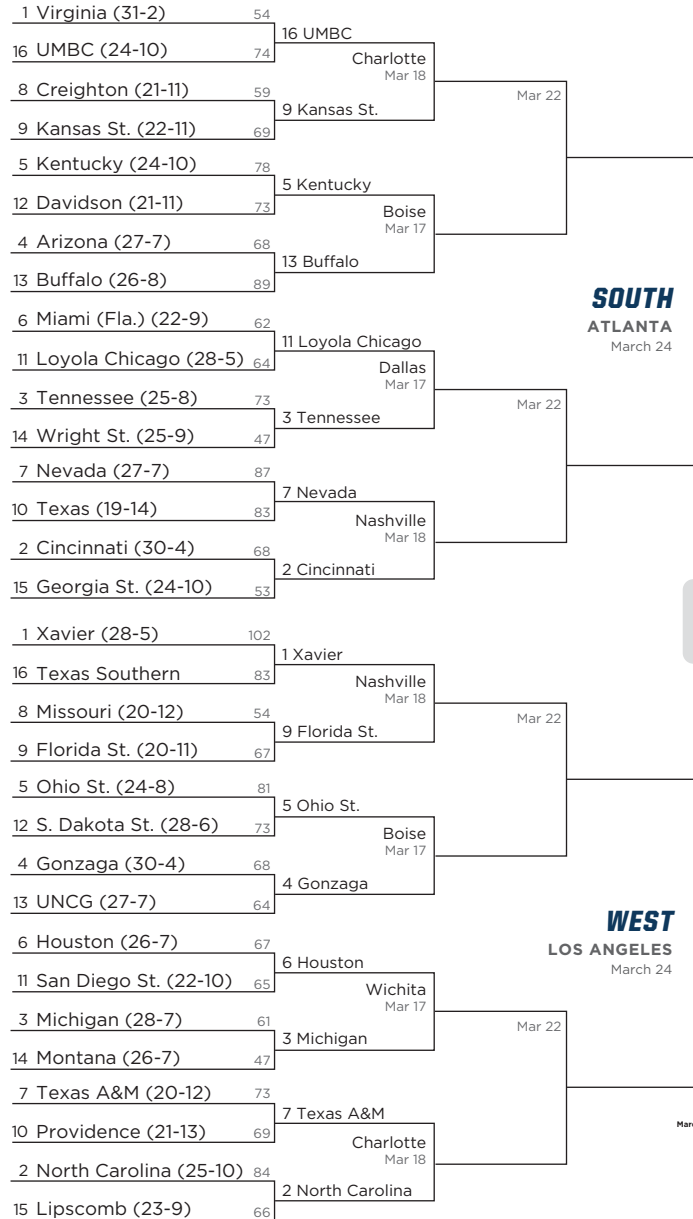 1 Virginia (31-2) 54
16 UMBC (24-10) 74
16 UMBC
Charlotte
Mar 18
8 Creighton (21-11) 59
9 Kansas St. (22-11) 69
9 Kansas St.
Mar 22
5 Kentucky (24-10) 78
12 Davidson (21-11) 73
5 Kentucky
Boise
Mar 17
4 Arizona (27-7) 68
13 Buffalo (26-8) 89
13 Buffalo
SOUTH
ATLANTA
March 24
6 Miami (Fla.) (22-9) 62
11 Loyola Chicago (28-5) 64
11 Loyola Chicago
Dallas
Mar 17
3 Tennessee (25-8) 73
14 Wright St. (25-9) 47
3 Tennessee
Mar 22
7 Nevada (27-7) 87
10 Texas (19-14) 83
7 Nevada
Nashville
Mar 18
2 Cincinnati (30-4) 68
15 Georgia St. (24-10) 53
2 Cincinnati
1 Xavier (28-5) 102
16 Texas Southern 83
1 Xavier
Nashville
Mar 18
8 Missouri (20-12) 54
9 Florida St. (20-11) 67
9 Florida St.
Mar 22
5 Ohio St. (24-8) 81
12 S. Dakota St. (28-6) 73
5 Ohio St.
Boise
Mar 17
4 Gonzaga (30-4) 68
13 UNCG (27-7) 64
4 Gonzaga
WEST
LOS ANGELES
March 24
6 Houston (26-7) 67
11 San Diego St. (22-10) 65
6 Houston
Wichita
Mar 17
3 Michigan (28-7) 61
14 Montana (26-7) 47
3 Michigan
Mar 22
7 Texas A&M (20-12) 73
10 Providence (21-13) 69
7 Texas A&M
Charlotte
Mar 18
2 North Carolina (25-10) 84
15 Lipscomb (23-9) 66
2 North Carolina